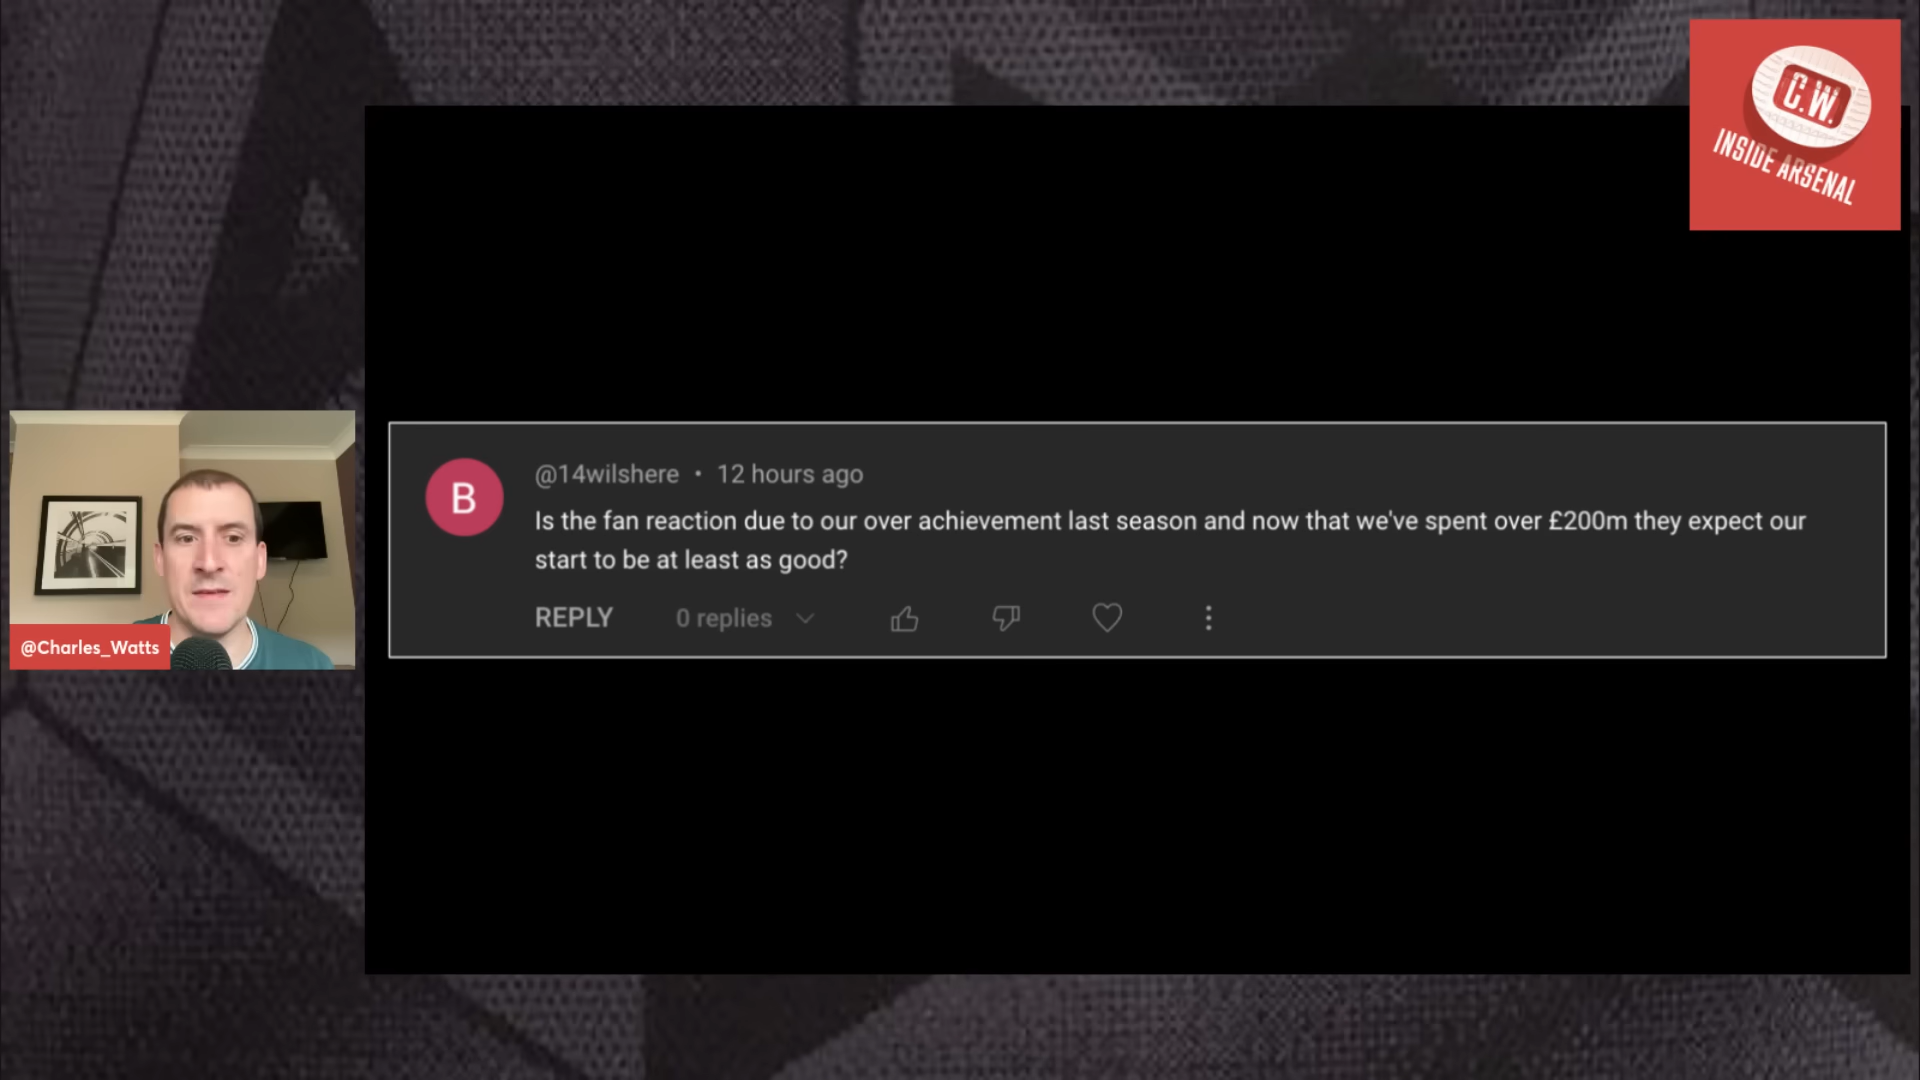 C.W.
INSIDE ARSENAL
B
@14wilshere • 12 hours ago
Is the fan reaction due to our over achievement last season and now that we've spent over £200m they expect our
start to be at least as good?
REPLY 0 replies
@Charles_Watts